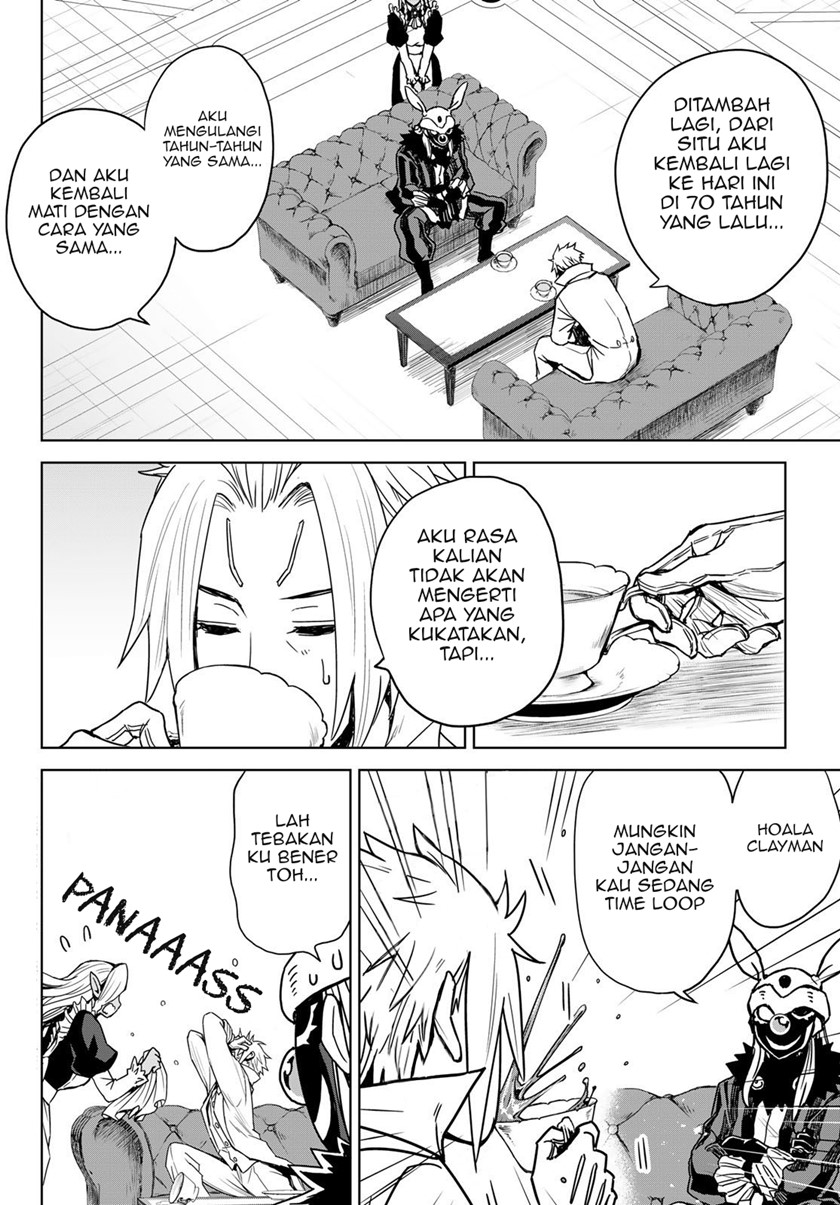 DITAMBAH
LAGI, DARI
SITU AKU
KEMBALI LAGI
KE HARI INI
DI 70 TAHUN
YANG LALU...
AKU
MENGULANGI
TAHUN-TAHUN
YANG SAMA...
DAN AKU
KEMBALI
MATI DENGAN
CARA YANG
SAMA...
AKU RASA
KALIAN
TIDAK AKAN
MENGERTI
APA YANG
KUKATAKAN,
TAPI...
HOALA
CLAYMAN
MUNGKIN
JANGAN-
JANGAN
KAU SEDANG
TIME LOOP
LAH
TEBAKAN
KU BENER
TOH...
PANAAAASS